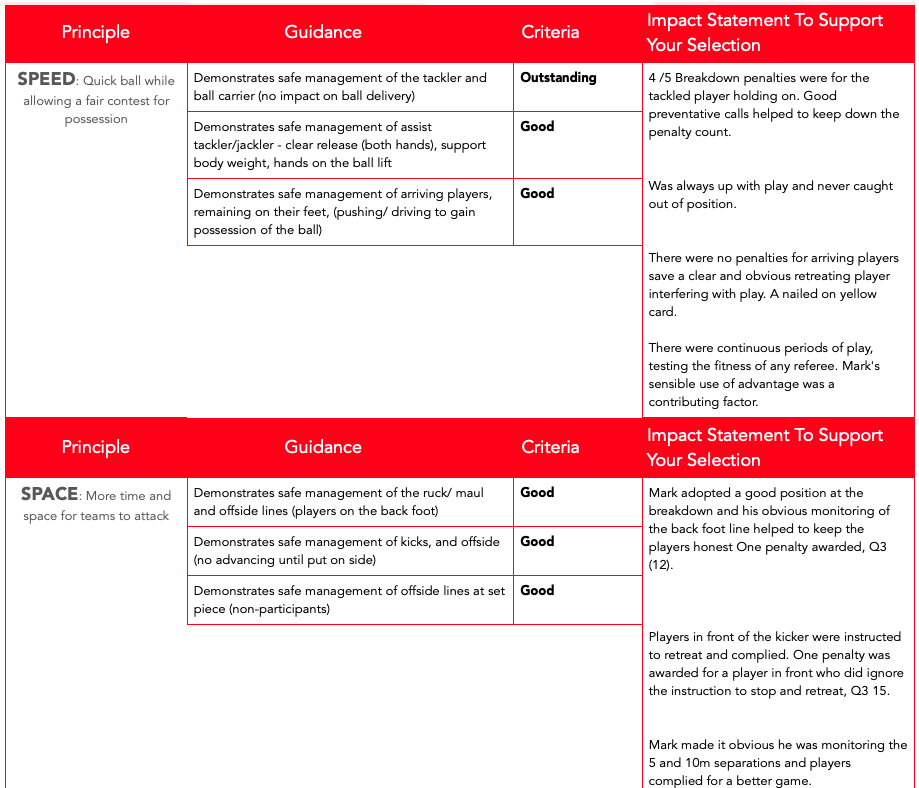 Principle
Guidance
Criteria
Impact Statement To Support
Your Selection
SPEED: Quick ball while
allowing a fair contest for
possession
Demonstrates safe management of the tackler and
ball carrier (no impact on ball delivery)
Outstanding
Demonstrates safe management of assist
tackler/jackler - clear release (both hands), support
body weight, hands on the ball lift
Good
Demonstrates safe management of arriving players,
remaining on their feet, (pushing/ driving to gain
possession of the ball)
Good
4 /5 Breakdown penalties were for the
tackled player holding on. Good
preventative calls helped to keep down the
penalty count.
Was always up with play and never caught
out of position.
There were no penalties for arriving players
save a clear and obvious retreating player
interfering with play. A nailed on yellow
card.
There were continuous periods of play,
testing the fitness of any referee. Mark's
sensible use of advantage was a
contributing factor.
Principle
Guidance
Criteria
Impact Statement To Support
Your Selection
SPACE: More time and
space for teams to attack
Demonstrates safe management of the ruck/ maul
and offside lines (players on the back foot)
Good
Demonstrates safe management of kicks, and offside
(no advancing until put on side)
Good
Demonstrates safe management of offside lines at set
piece (non-participants)
Good
Mark adopted a good position at the
breakdown and his obvious monitoring of
the back foot line helped to keep the
players honest One penalty awarded, Q3
(12).
Players in front of the kicker were instructed
to retreat and complied. One penalty was
awarded for a player in front who did ignore
the instruction to stop and retreat, Q3 15.
Mark made it obvious he was monitoring the
5 and 10m separations and players
complied for a better game.